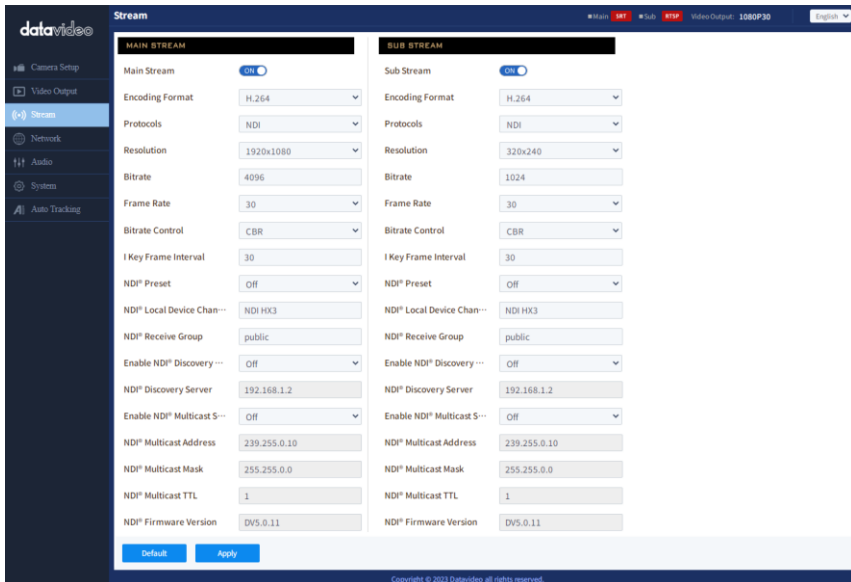 datavideo
Stream
Main SRT Sub RTSP Video Output: 1080P30 English
Camera Setup
Video Output
Stream
Network
Audio
System
Auto Tracking
MAIN STREAM
Main Stream ON
Encoding Format H.264
Protocols NDI
Resolution 1920x1080
Bitrate 4096
Frame Rate 30
Bitrate Control CBR
I Key Frame Interval 30
NDI® Preset Off
NDI® Local Device Chan··· NDI HX3
NDI® Receive Group public
Enable NDI® Discovery ··· Off
NDI® Discovery Server 192.168.1.2
Enable NDI® Multicast S··· Off
NDI® Multicast Address 239.255.0.10
NDI® Multicast Mask 255.255.0.0
NDI® Multicast TTL 1
NDI® Firmware Version DV5.0.11
SUB STREAM
Sub Stream ON
Encoding Format H.264
Protocols NDI
Resolution 320x240
Bitrate 1024
Frame Rate 30
Bitrate Control CBR
I Key Frame Interval 30
NDI® Preset Off
NDI® Local Device Chan··· NDI HX3
NDI® Receive Group public
Enable NDI® Discovery ··· Off
NDI® Discovery Server 192.168.1.2
Enable NDI® Multicast S··· Off
NDI® Multicast Address 239.255.0.10
NDI® Multicast Mask 255.255.0.0
NDI® Multicast TTL 1
NDI® Firmware Version DV5.0.11
Default Apply
Copyright © 2023 Datavideo all rights reserved.